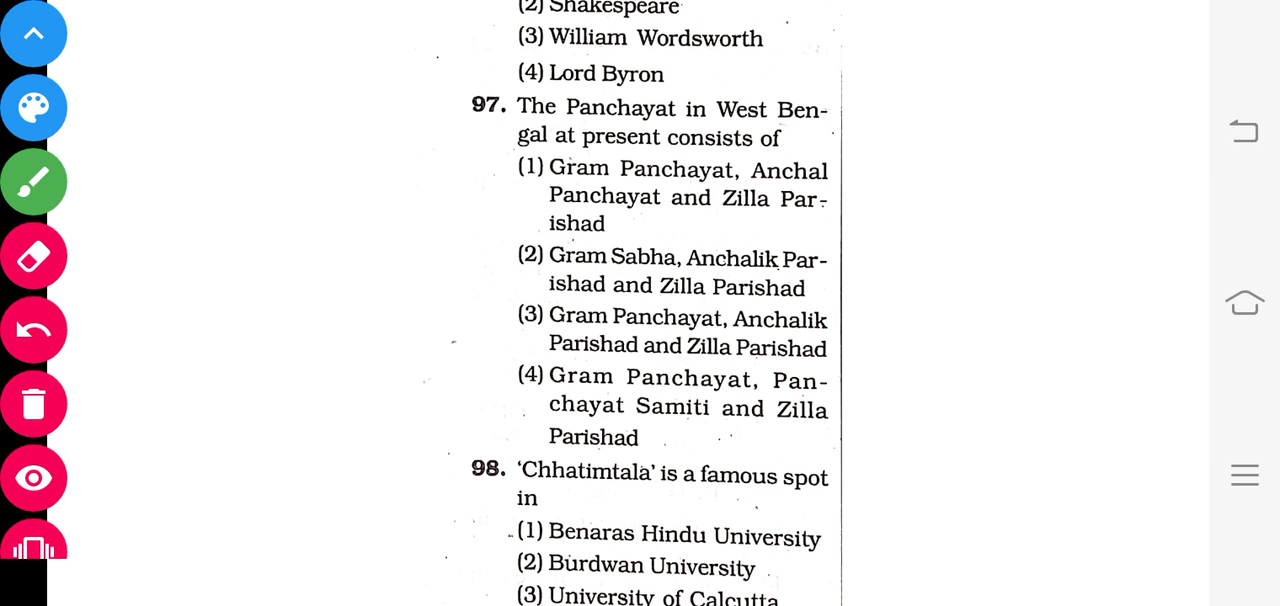 (2) Shakespeare
(3) William Wordsworth
(4) Lord Byron
97. The Panchayat in West Ben-
gal at present consists of
(1) Gram Panchayat, Anchal
Panchayat and Zilla Par-
ishad
(2) Gram Sabha, Anchalik Par-
ishad and Zilla Parishad
(3) Gram Panchayat, Anchalik
Parishad and Zilla Parishad
(4) Gram Panchayat, Pan-
chayat Samiti and Zilla
Parishad
98. ‘Chhatimtala’ is a famous spot
in
(1) Benaras Hindu University
(2) Burdwan University
(3) University of Calcutta